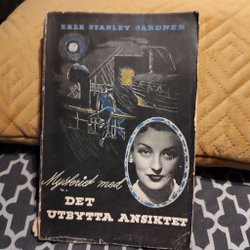 ERLE STANLEY GARDNER
Mysteriet med
DET
UTBYTTA ANSIKTET